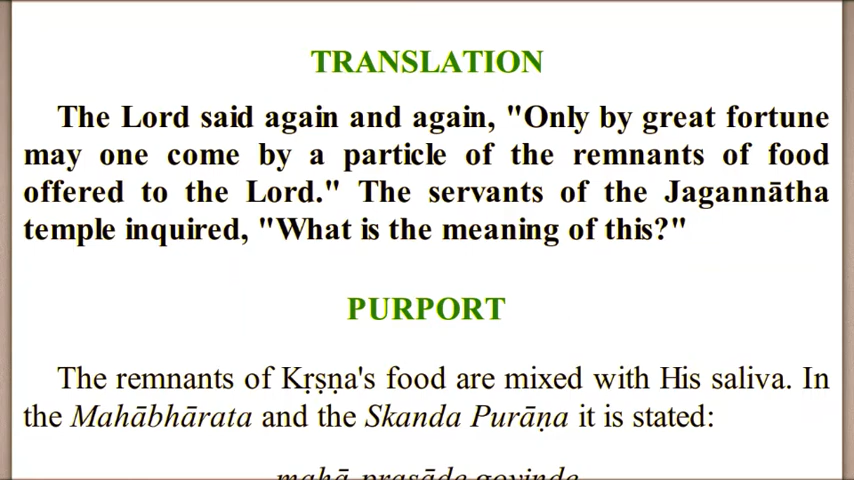 TRANSLATION
The Lord said again and again, "Only by great fortune
may one come by a particle of the remnants of food
offered to the Lord." The servants of the Jagannātha
temple inquired, "What is the meaning of this?"
PURPORT
The remnants of Kṛṣṇa's food are mixed with His saliva. In
the Mahābhārata and the Skanda Purāṇa it is stated:
mahā-prasāde govinde